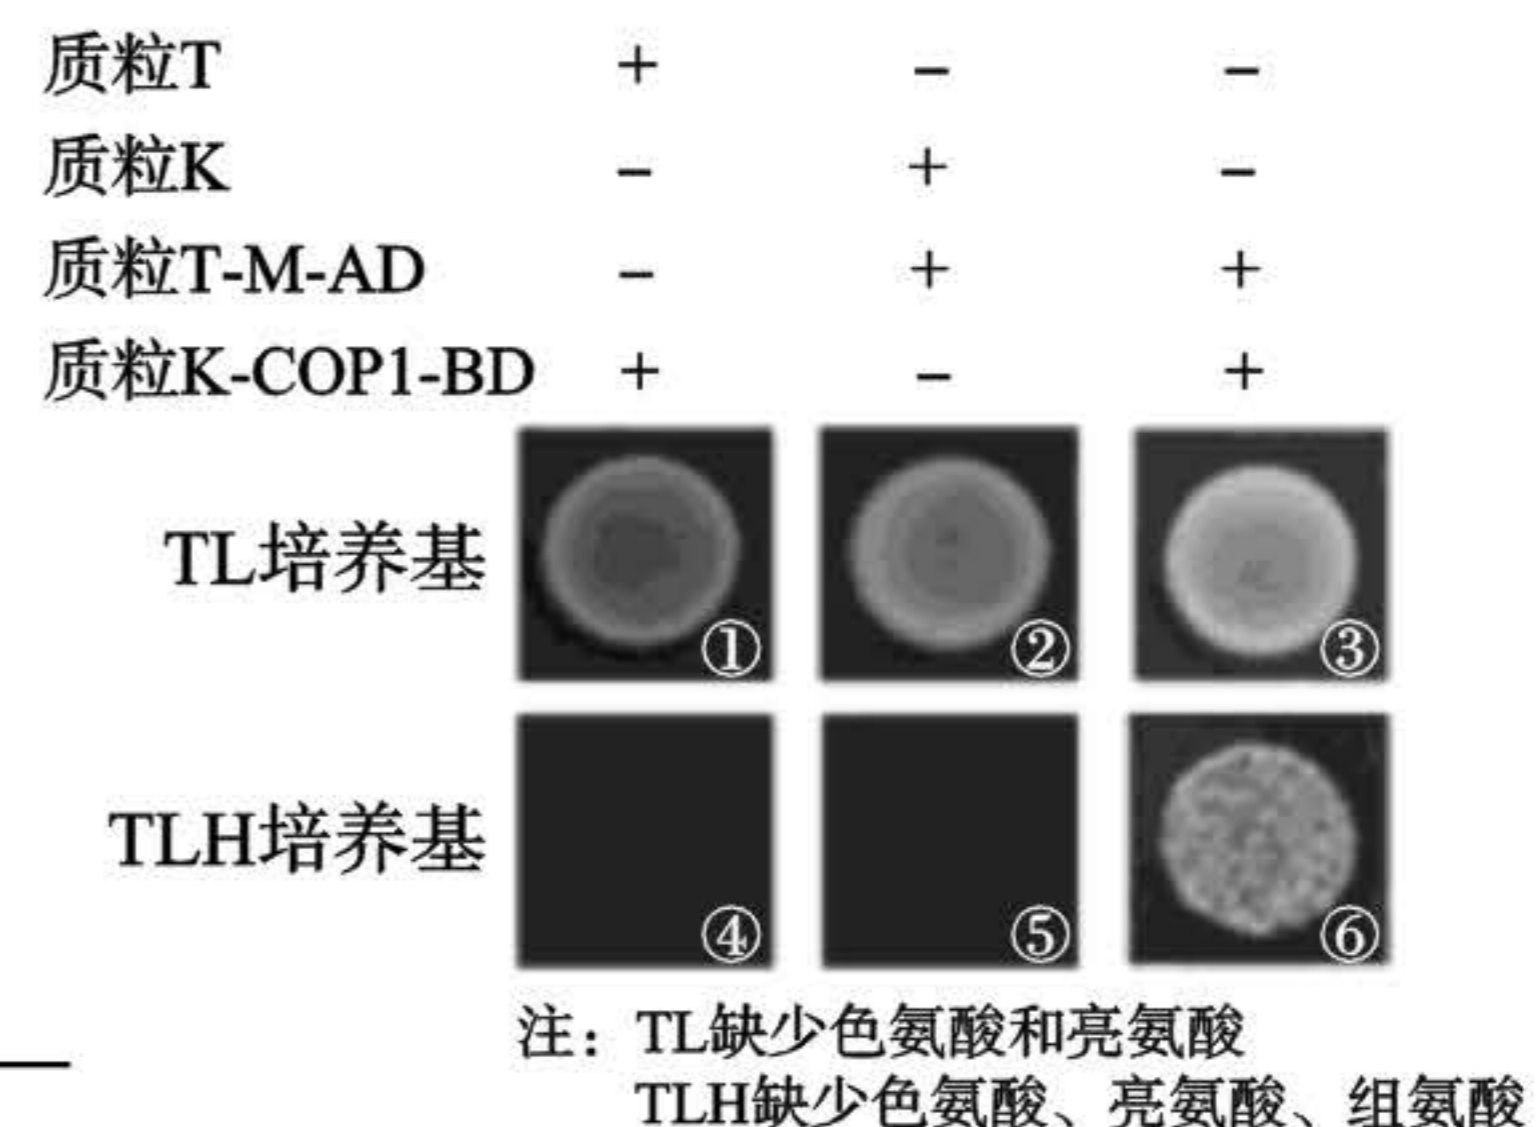 质粒T + – –
质粒K – + –
质粒T-M-AD – + +
质粒K-COP1-BD + – +
TL培养基 ① ② ③
TLH培养基 ④ ⑤ ⑥
注：TL缺少色氨酸和亮氨酸
TLH缺少色氨酸、亮氨酸、组氨酸